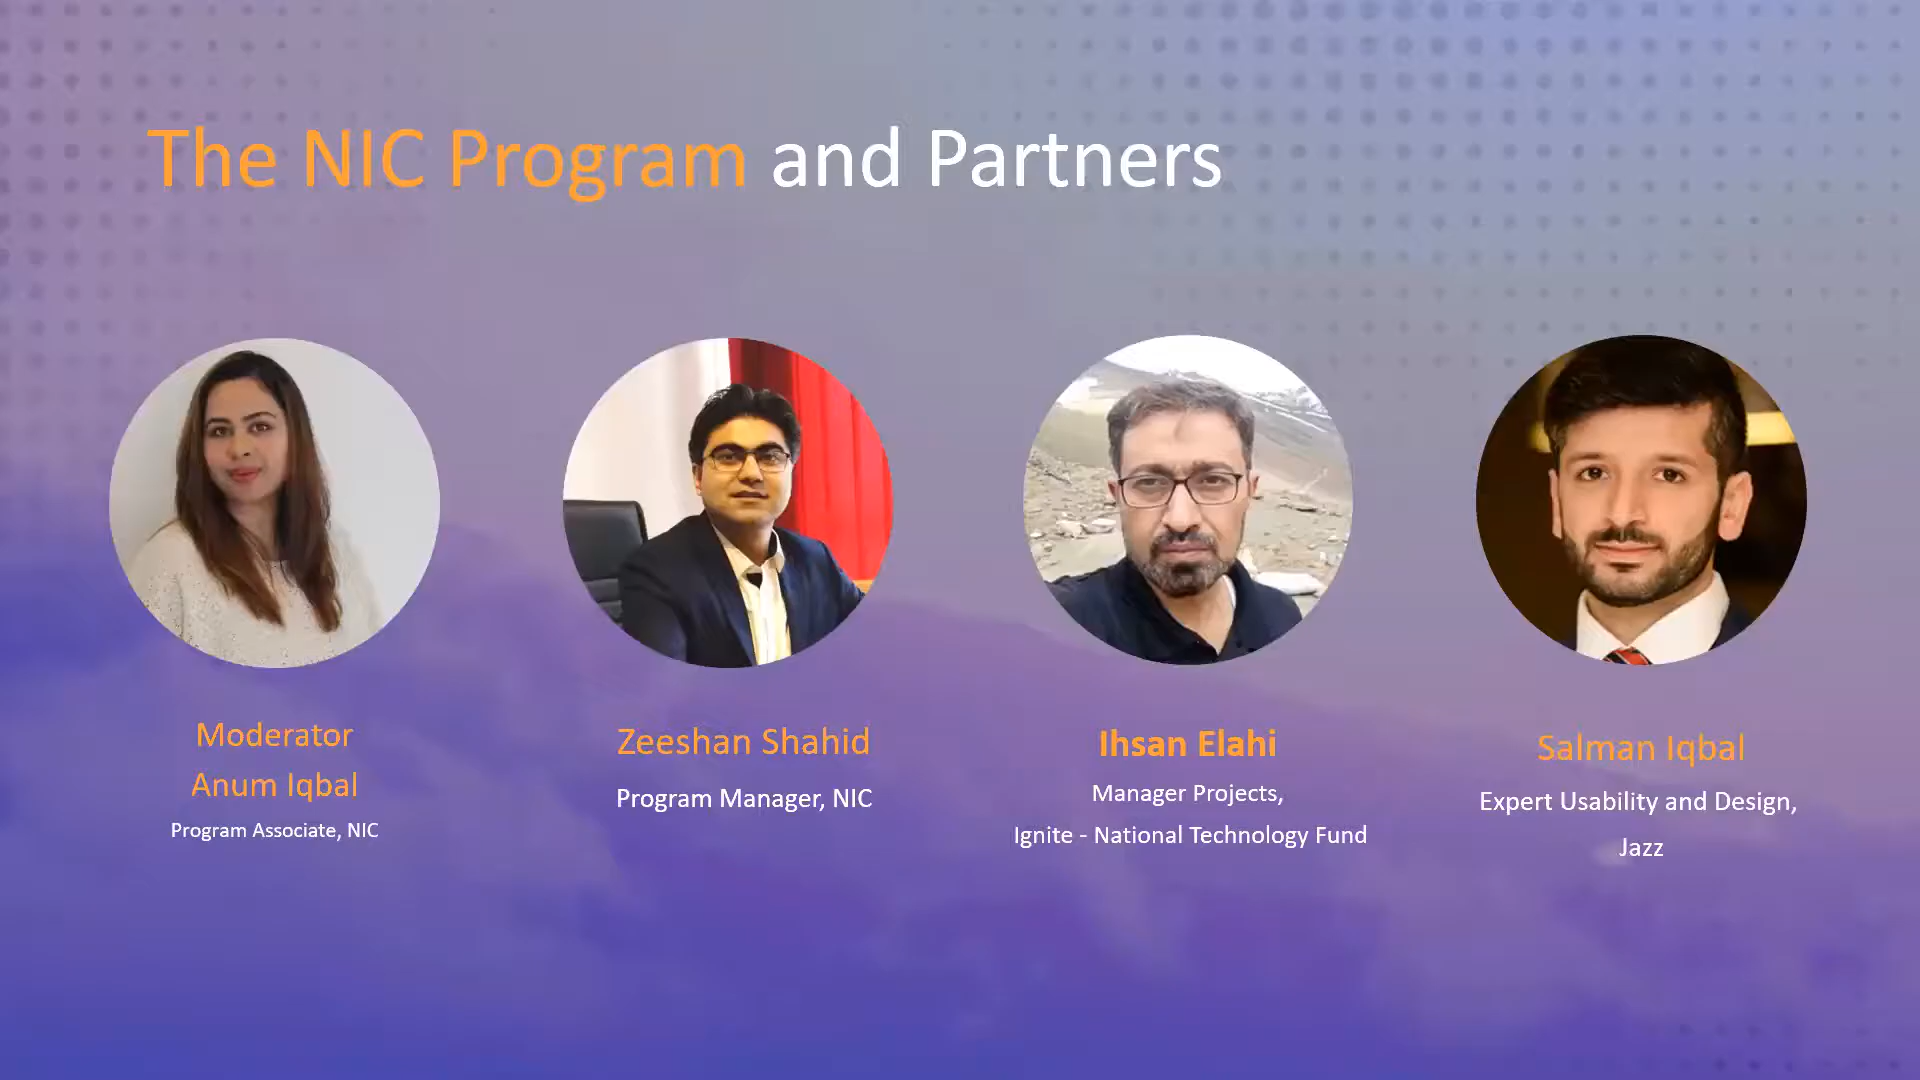 The NIC Program and Partners
Moderator
Anum Iqbal
Program Associate, NIC
Zeeshan Shahid
Program Manager, NIC
Ihsan Elahi
Manager Projects,
Ignite - National Technology Fund
Salman Iqbal
Expert Usability and Design,
Jazz